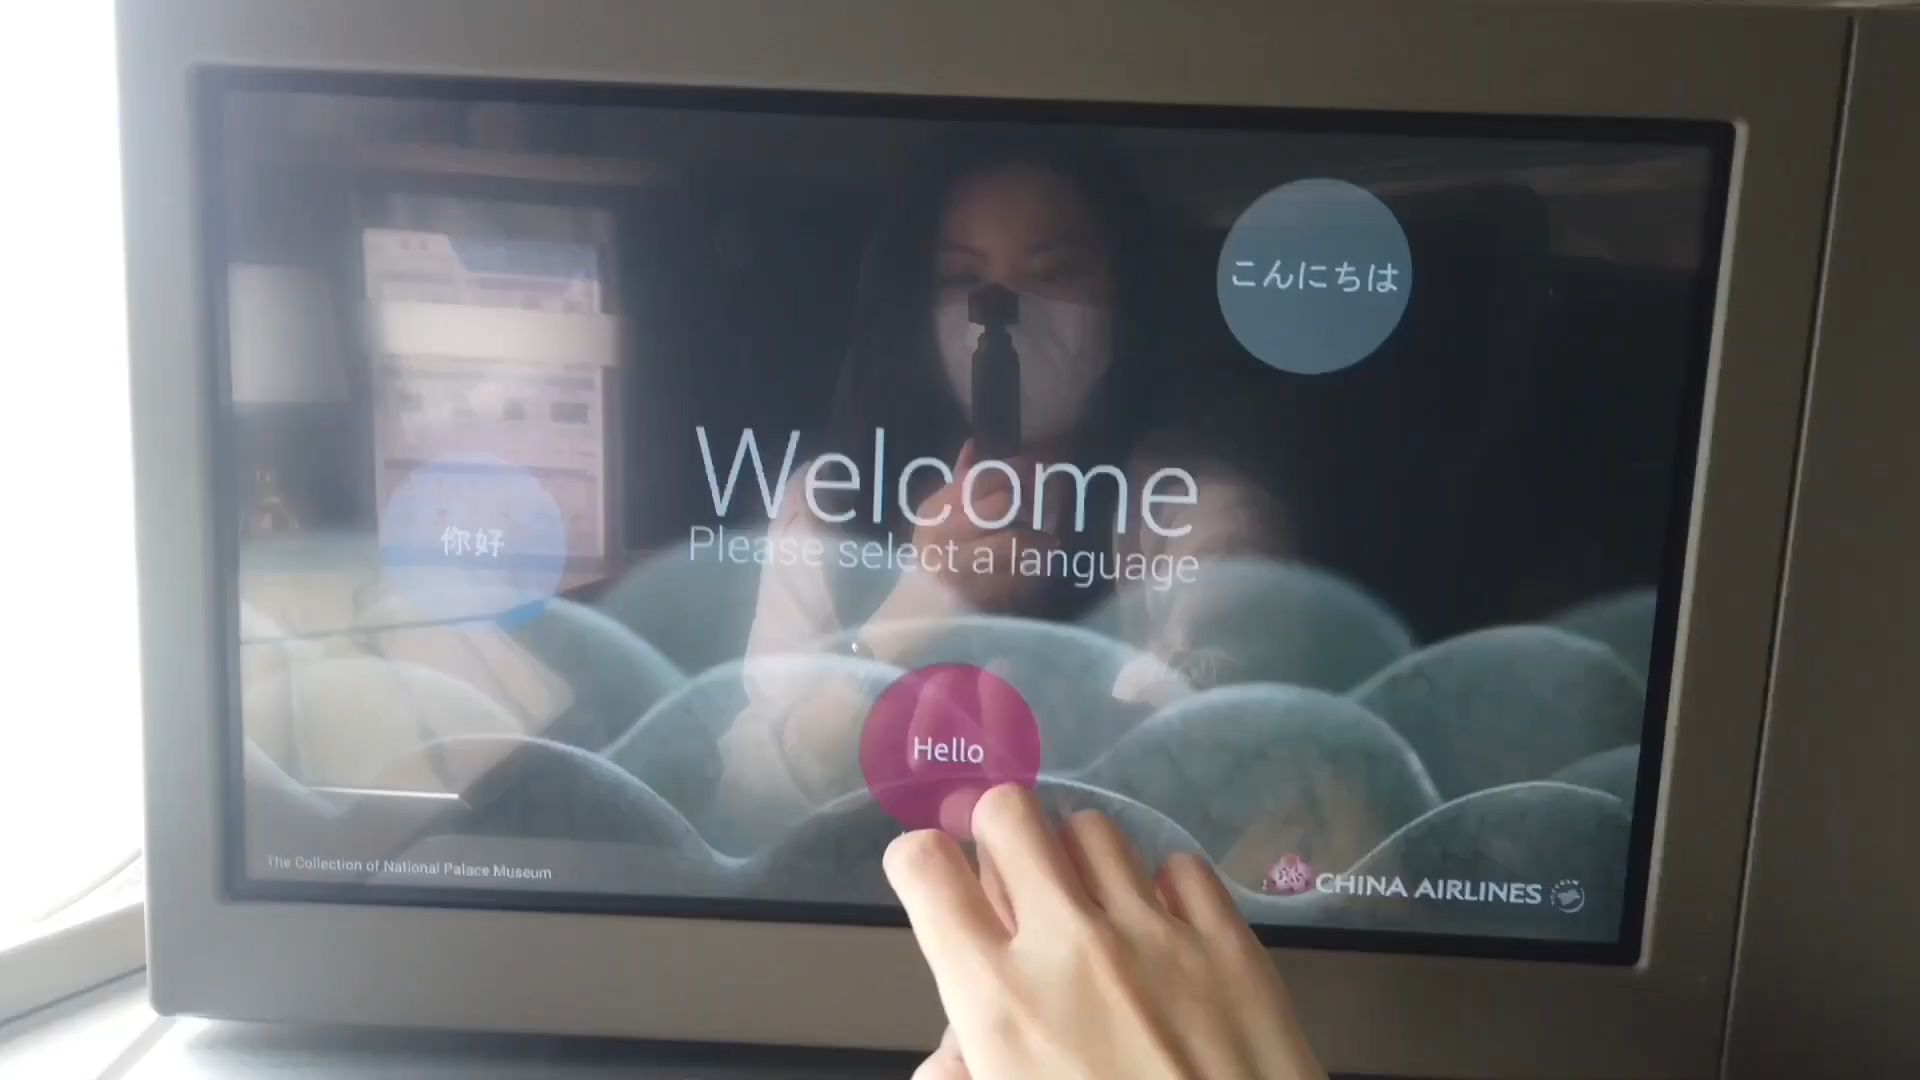 こんにちは
Welcome
Please select a language
你好
Hello
The Collection of National Palace Museum
CHINA AIRLINES